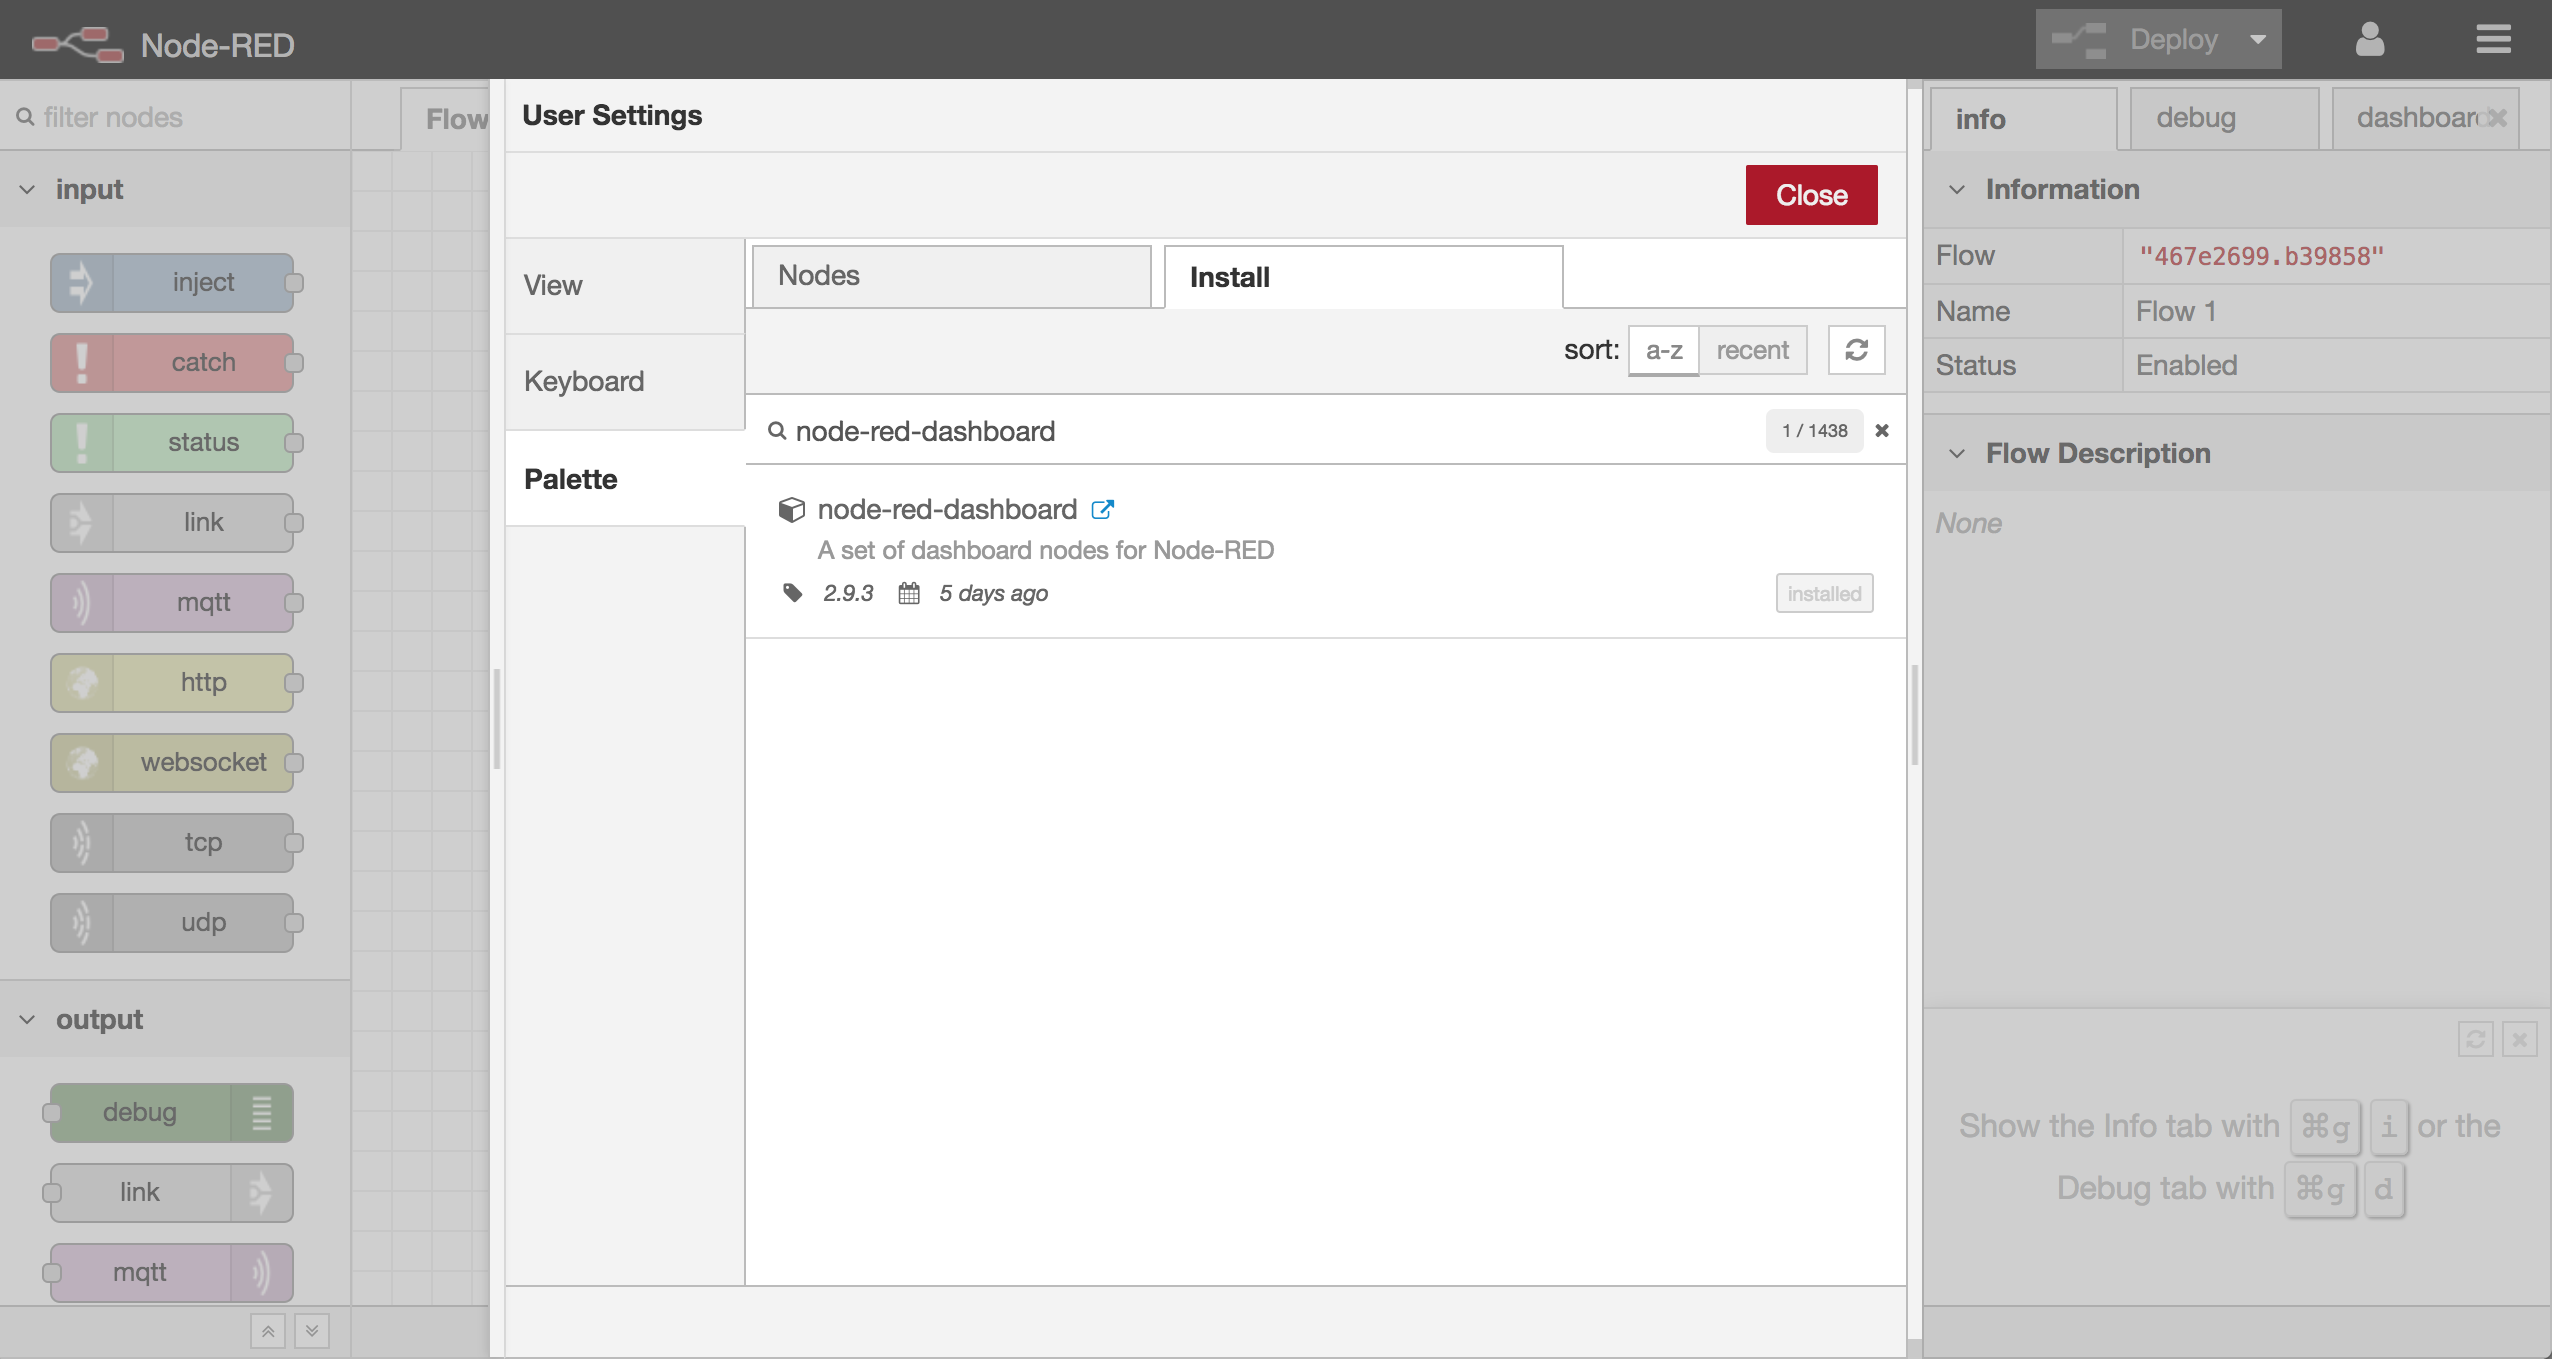 Node-RED
Deploy
filter nodes
input
inject
catch
status
link
mqtt
http
websocket
tcp
udp
output
debug
link
mqtt
Flow
User Settings
Close
View
Keyboard
Palette
Nodes
Install
sort: a-z recent
node-red-dashboard
1 / 1438
node-red-dashboard
A set of dashboard nodes for Node-RED
2.9.3 5 days ago
installed
info
debug
dashboard
Information
Flow "467e2699.b39858"
Name Flow 1
Status Enabled
Flow Description
None
Show the Info tab with ⌘g i or the
Debug tab with ⌘g d